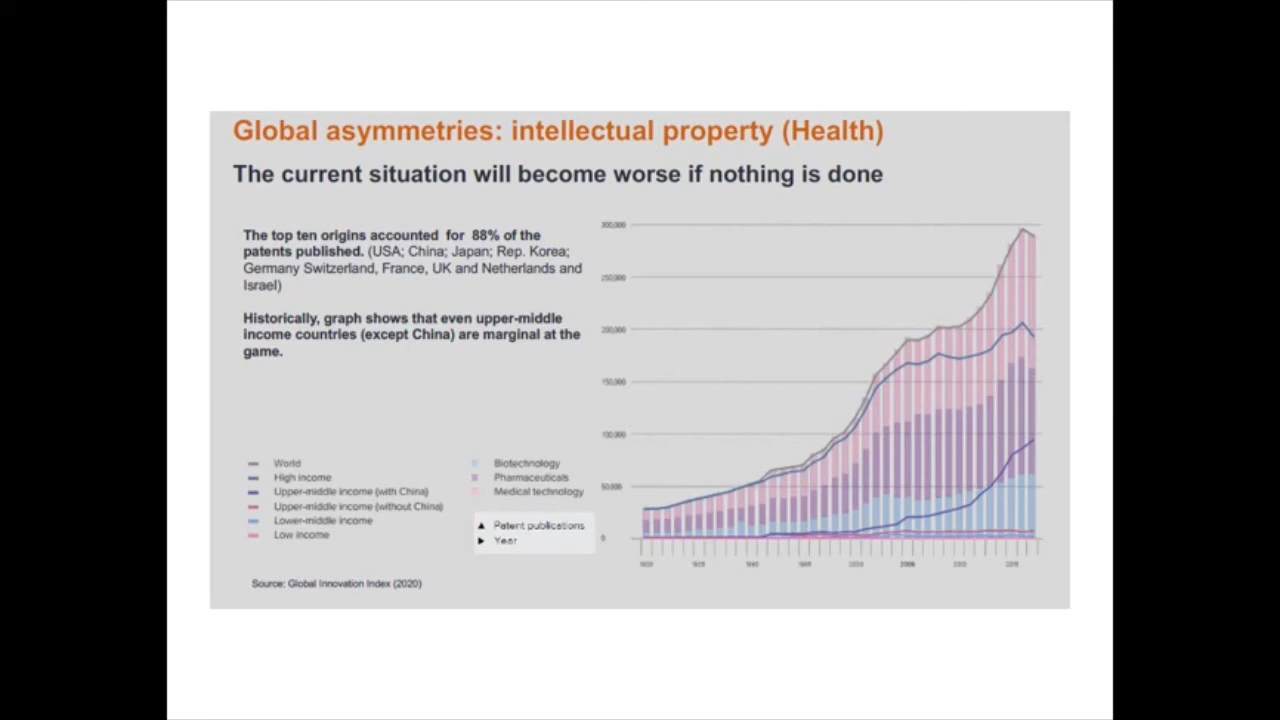 Global asymmetries: intellectual property (Health)
The current situation will become worse if nothing is done
The top ten origins accounted for 88% of the
patents published. (USA; China; Japan; Rep. Korea;
Germany Switzerland, France, UK and Netherlands and
Israel)
Historically, graph shows that even upper-middle
income countries (except China) are marginal at the
game.
World
High income
Upper-middle income (with China)
Upper-middle income (without China)
Lower-middle income
Low income
Biotechnology
Pharmaceuticals
Medical technology
▲ Patent publications
► Year
300,000
250,000
200,000
150,000
100,000
50,000
0
Source: Global Innovation Index (2020)